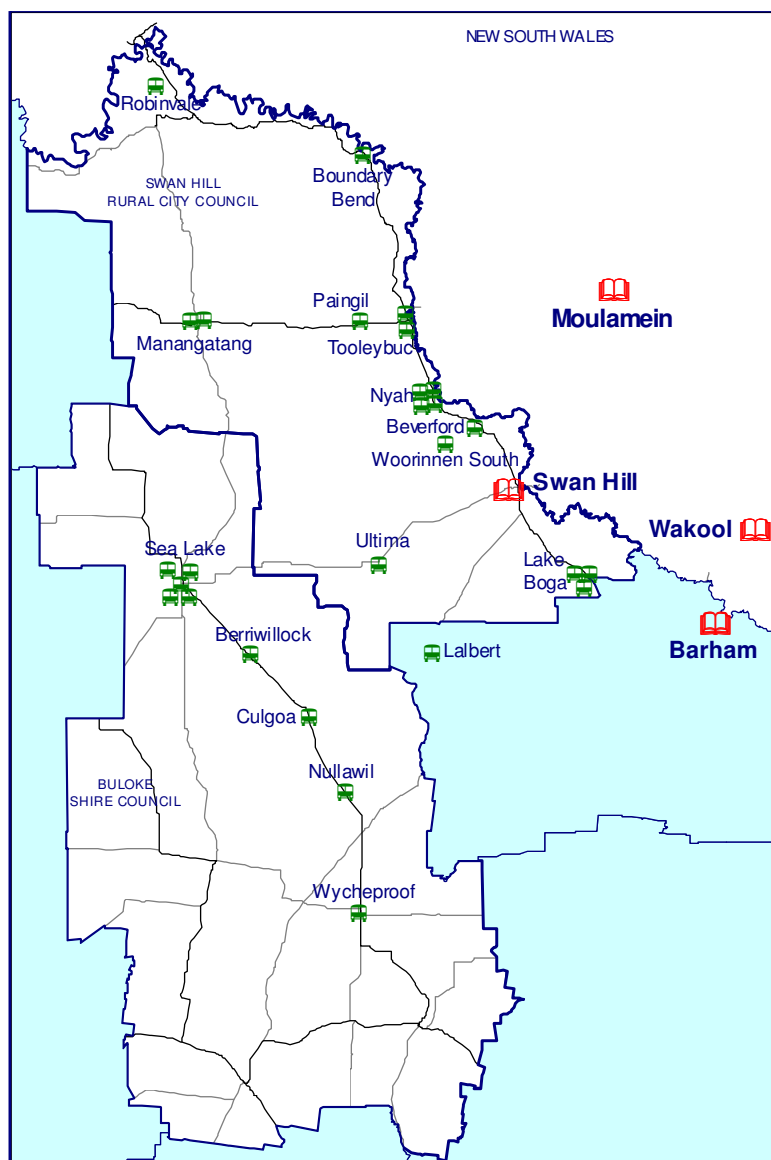 NEW SOUTH WALES
Robinvale
Boundary
Bend
SWAN HILL
RURAL CITY COUNCIL
Moulamein
Paingil
Manangatang
Tooleybuc
Nyah
Beverford
Woorinnen South
Swan Hill
Wakool
Ultima
Sea Lake
Lake
Boga
Barham
Berriwillock
Lalbert
Culgoa
Nullawil
BULOKE
SHIRE COUNCIL
Wycheproof